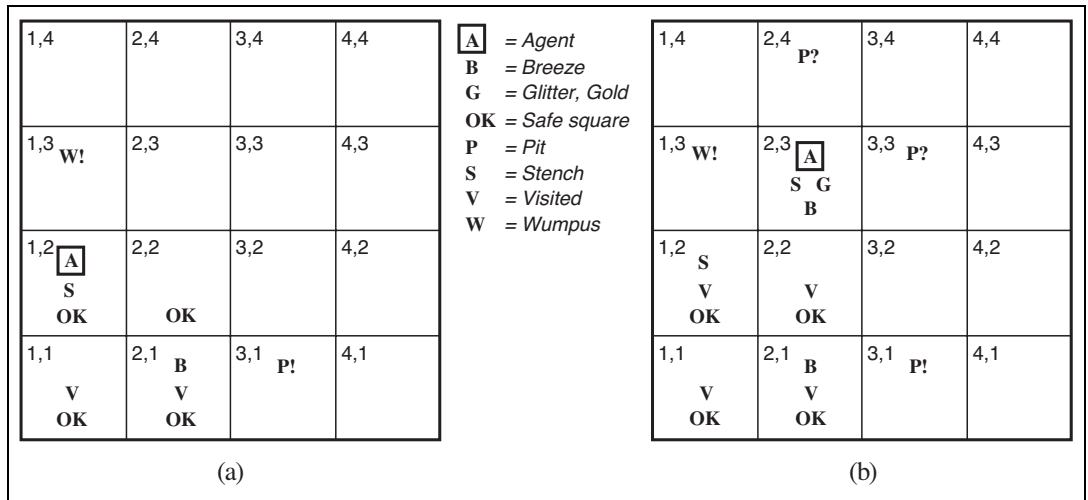 1,4 2,4 3,4 4,4
1,3 W! 2,3 3,3 4,3
1,2 A 2,2 3,2 4,2
S
OK OK
1,1 2,1 B 3,1 P! 4,1
V V
OK OK
(a)
A = Agent
B = Breeze
G = Glitter, Gold
OK = Safe square
P = Pit
S = Stench
V = Visited
W = Wumpus
1,4 2,4 P? 3,4 4,4
1,3 W! 2,3 A 3,3 P? 4,3
S G
B
1,2 S 2,2 3,2 4,2
V V
OK OK
1,1 2,1 B 3,1 P! 4,1
V V
OK OK
(b)